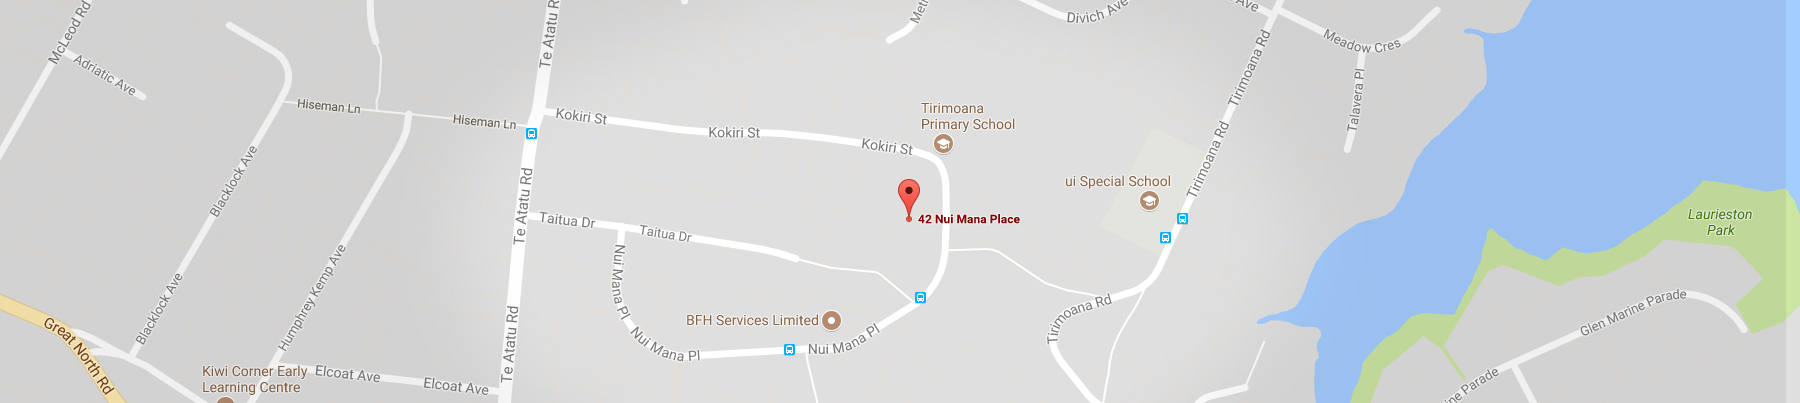 McLeod Rd
Te Atatu R
Met
Divich Ave
Ave
Meadow Cres
Adriatic Ave
Tirimoana Rd
Talavera Pl
Hiseman Ln
Hiseman Ln
Kokiri St
Kokiri St
Kokiri St
Tirimoana
Primary School
Tirimoana Rd
Blacklock Ave
ui Special School
Te Atatu Rd
Taitua Dr
Taitua Dr
42 Nui Mana Place
Laurieston
Park
Nui Mana Pl
Humphrey Kemp Ave
Blacklock Ave
Great North Rd
Te Atatu Rd
BFH Services Limited
Nui Mana Pl
Nui Mana Pl
Tirimoana Rd
Glen Marine Parade
Kiwi Corner Early
Learning Centre
Elcoat Ave
Elcoat Ave
ine Parade